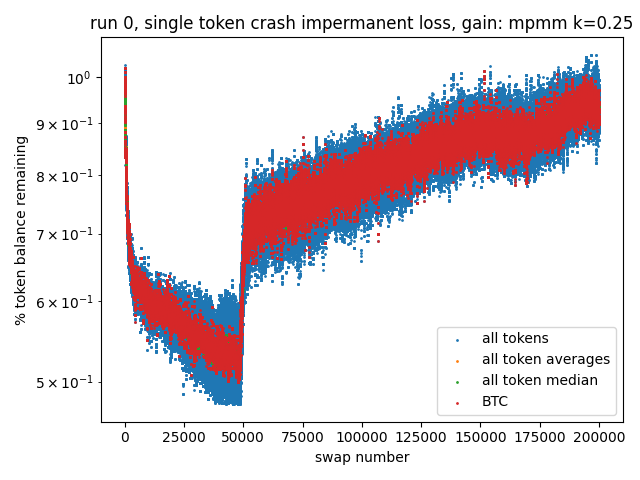 run 0, single token crash impermanent loss, gain: mpmm k=0.25
% token balance remaining
10⁰
9 × 10⁻¹
8 × 10⁻¹
7 × 10⁻¹
6 × 10⁻¹
5 × 10⁻¹
all tokens
all token averages
all token median
BTC
0 25000 50000 75000 100000 125000 150000 175000 200000
swap number